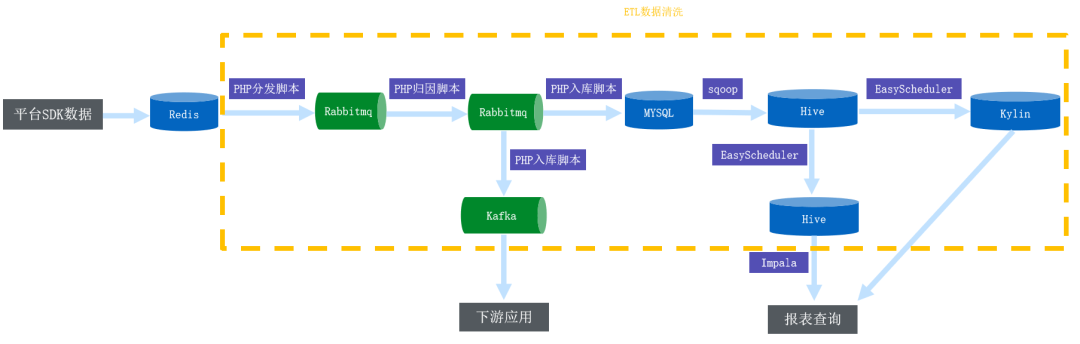 ETL数据清洗
PHP分发脚本
PHP归因脚本
PHP入库脚本
sqoop
EasyScheduler
平台SDK数据
Redis
Rabbitmq
Rabbitmq
MYSQL
Hive
Kylin
PHP入库脚本
EasyScheduler
Kafka
Hive
Impala
下游应用
报表查询